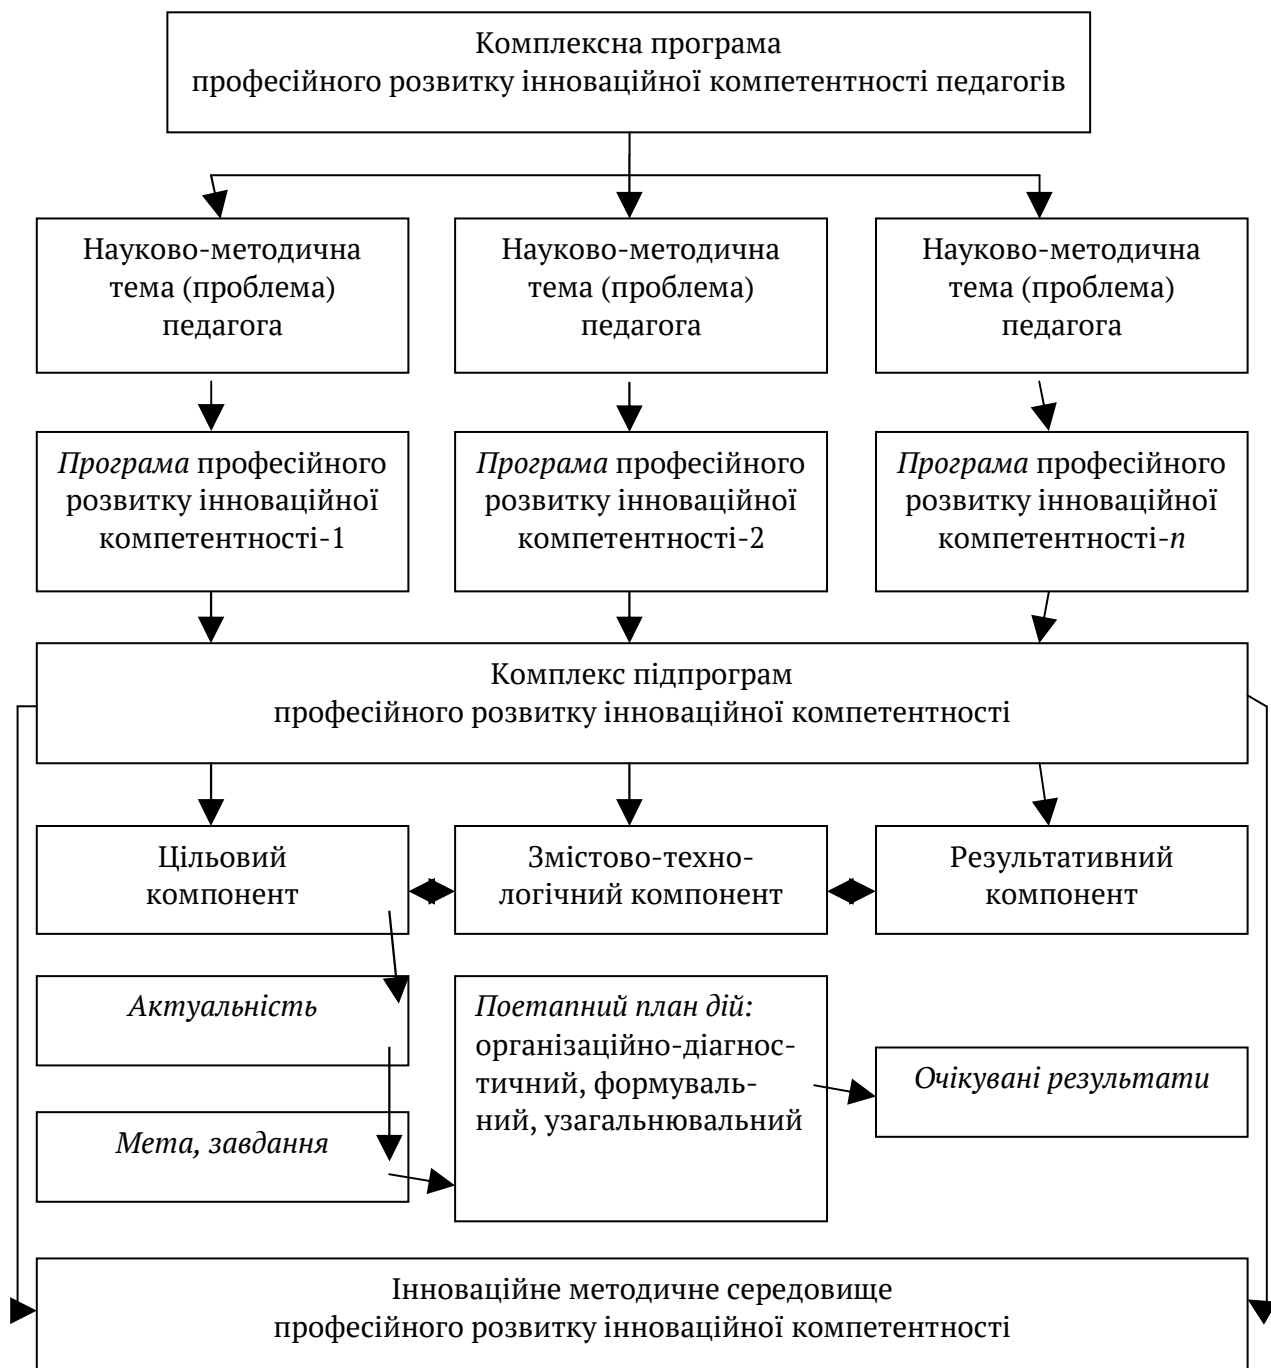 Комплексна програма
професійного розвитку інноваційної компетентності педагогів
Науково-методична
тема (проблема)
педагога
Науково-методична
тема (проблема)
педагога
Науково-методична
тема (проблема)
педагога
Програма професійного
розвитку інноваційної
компетентності-1
Програма професійного
розвитку інноваційної
компетентності-2
Програма професійного
розвитку інноваційної
компетентності-n
Комплекс підпрограм
професійного розвитку інноваційної компетентності
Цільовий
компонент
Змістово-техно-
логічний компонент
Результативний
компонент
Актуальність
Мета, завдання
Поетапний план дій:
організаційно-діагнос-
тичний, формуваль-
ний, узагальнювальний
Очікувані результати
Інноваційне методичне середовище
професійного розвитку інноваційної компетентності